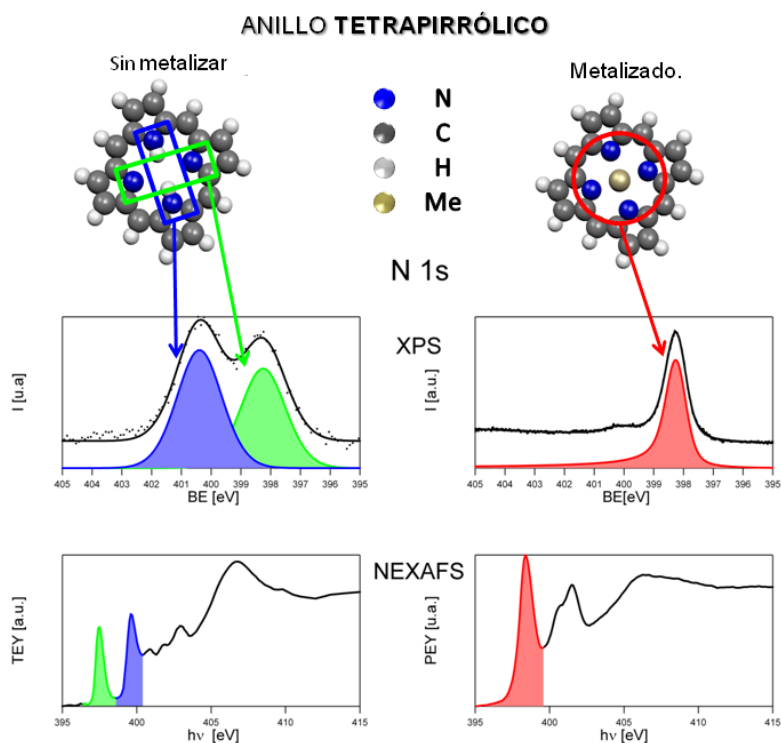 ANILLO TETRAPIRRÓLICO
Sin metalizar
Metalizado.
N
C
H
Me
N 1s
XPS
I [u.a]
405 404 403 402 401 400 399 398 397 396 395
BE [eV]
I [a.u.]
405 404 403 402 401 400 399 398 397 396 395
BE[eV]
NEXAFS
TEY [a.u.]
395 400 405 410 415
hν [eV]
PEY [u.a.]
395 400 405 410 415
hν [eV]